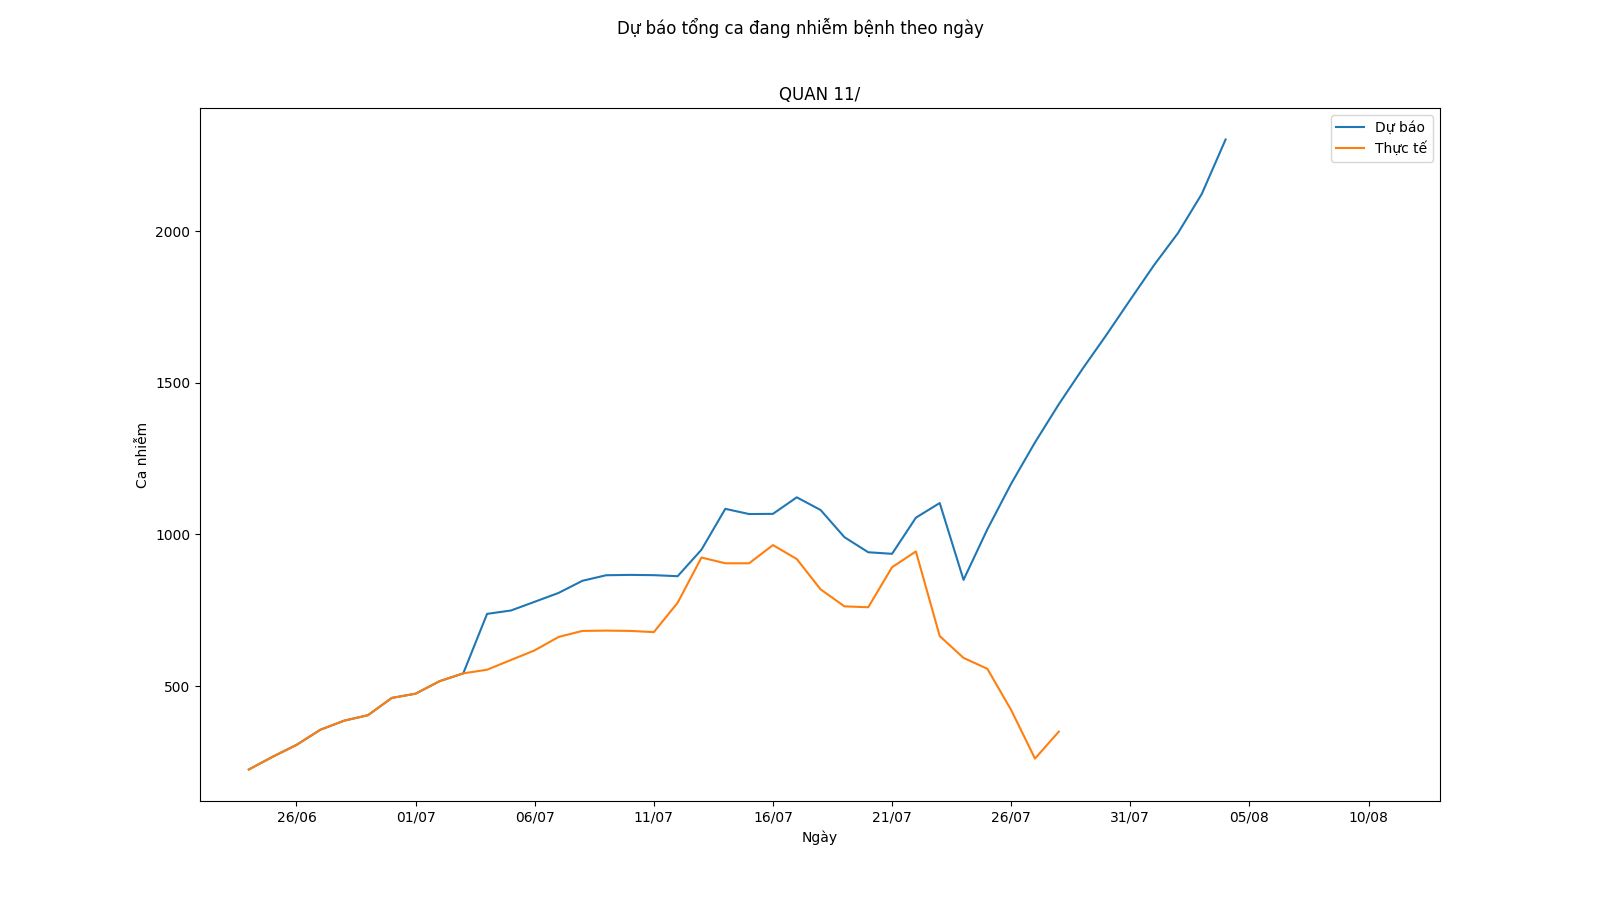 Dự báo tổng ca đang nhiễm bệnh theo ngày
QUAN 11/
Dự báo
Thực tế
2000
1500
1000
500
Ca nhiễm
26/06 01/07 06/07 11/07 16/07 21/07 26/07 31/07 05/08 10/08
Ngày